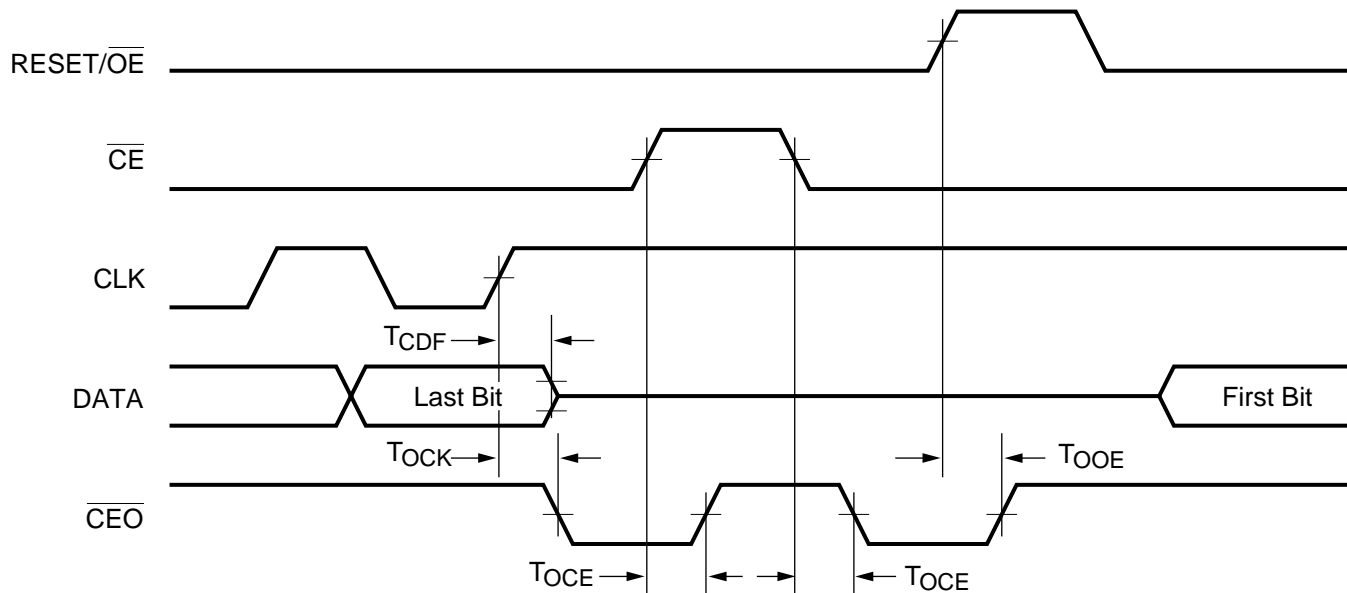 RESET/OE
CE
CLK
TCDF
DATA
Last Bit
First Bit
TOCK
TOOE
CEO
TOCE
TOCE